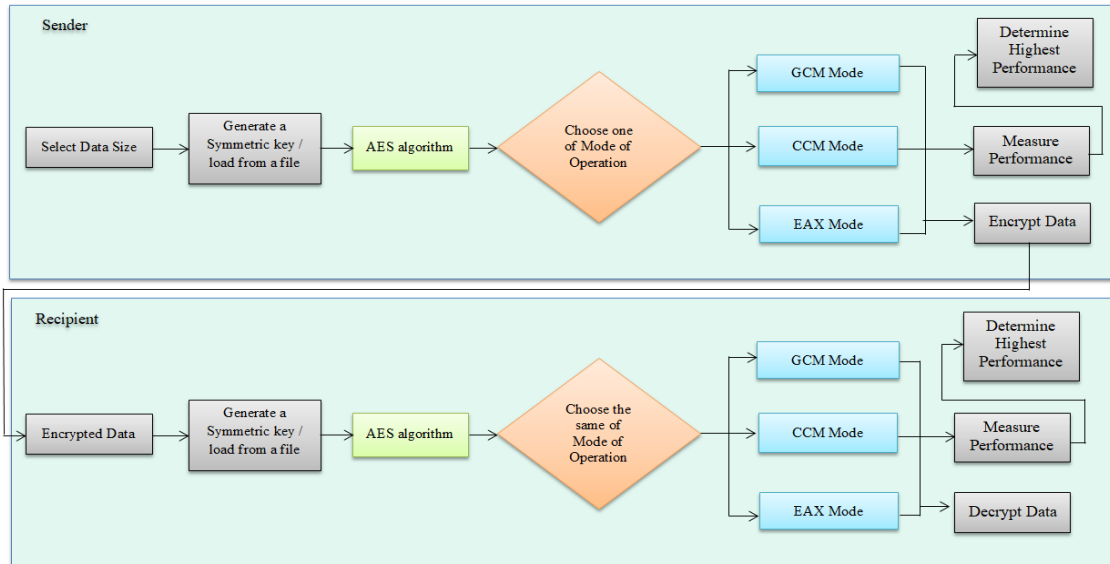 Sender
Select Data Size
Generate a
Symmetric key /
load from a file
AES algorithm
Choose one
of Mode of
Operation
GCM Mode
CCM Mode
EAX Mode
Determine
Highest
Performance
Measure
Performance
Encrypt Data
Recipient
Encrypted Data
Generate a
Symmetric key /
load from a file
AES algorithm
Choose the
same of
Mode of
Operation
GCM Mode
CCM Mode
EAX Mode
Determine
Highest
Performance
Measure
Performance
Decrypt Data